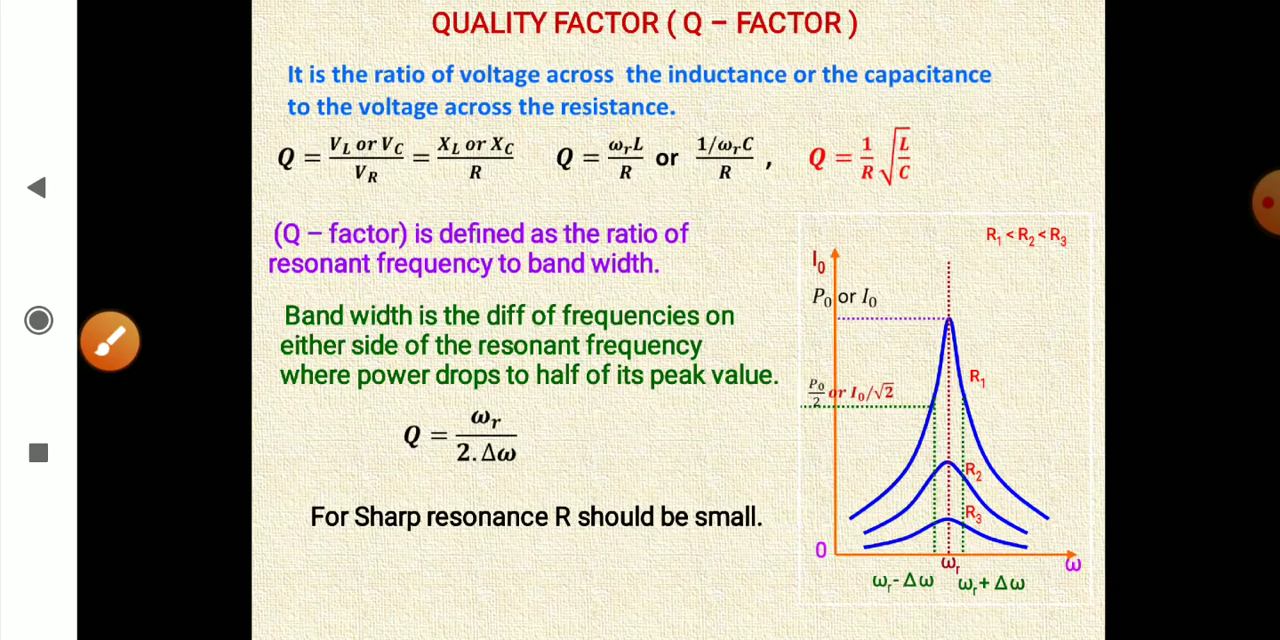 QUALITY FACTOR ( Q – FACTOR )
It is the ratio of voltage across the inductance or the capacitance
to the voltage across the resistance.
Q = V_L or V_C / V_R = X_L or X_C / R   Q = ω_rL / R or 1/ω_rC / R , Q = 1/R √(L/C)
(Q – factor) is defined as the ratio of
resonant frequency to band width.
Band width is the diff of frequencies on
either side of the resonant frequency
where power drops to half of its peak value.
Q = ω_r / 2.Δω
For Sharp resonance R should be small.
R₁ < R₂ < R₃
I₀
P₀ or I₀
R₁
P₀/2 or I₀/√2
R₂
R₃
0
ω_r
ω
ω_r- Δω
ω_r+ Δω